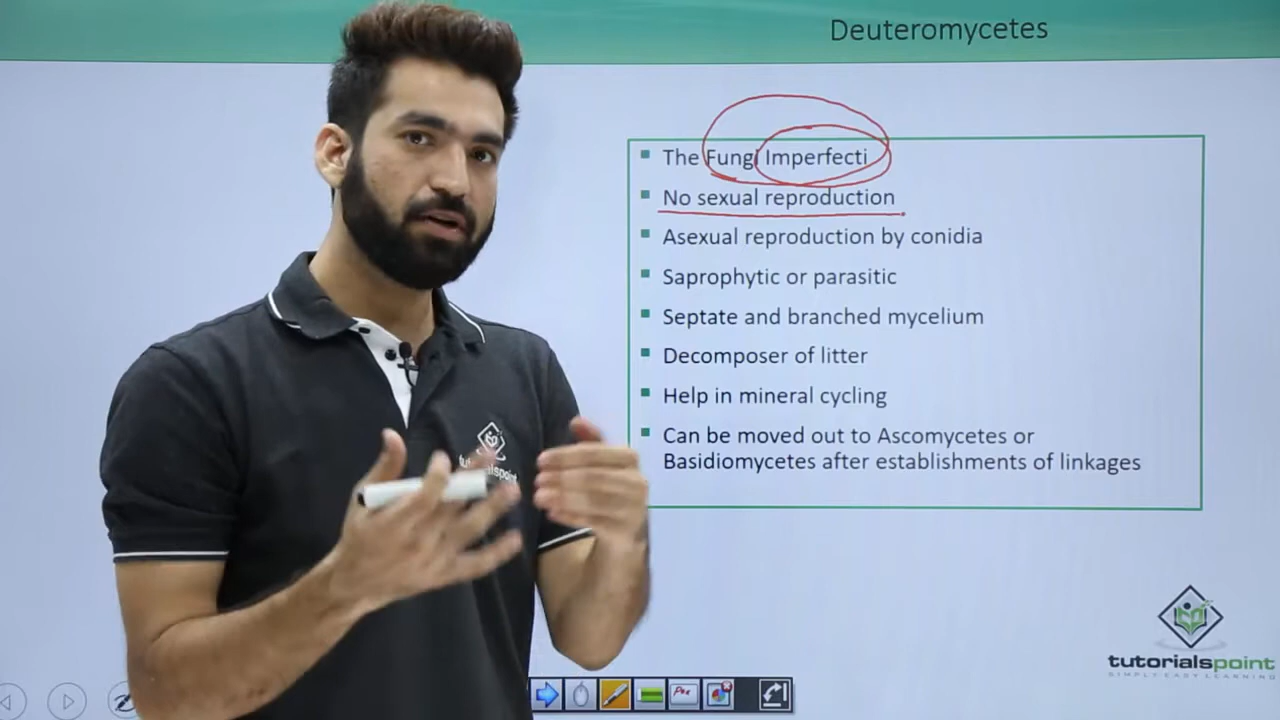 Deuteromycetes
The Fungi Imperfecti
No sexual reproduction
Asexual reproduction by conidia
Saprophytic or parasitic
Septate and branched mycelium
Decomposer of litter
Help in mineral cycling
Can be moved out to Ascomycetes or
Basidiomycetes after establishments of linkages
tutorialspoint
Pen
tutorialspoint
SIMPLY EASY LEARNING